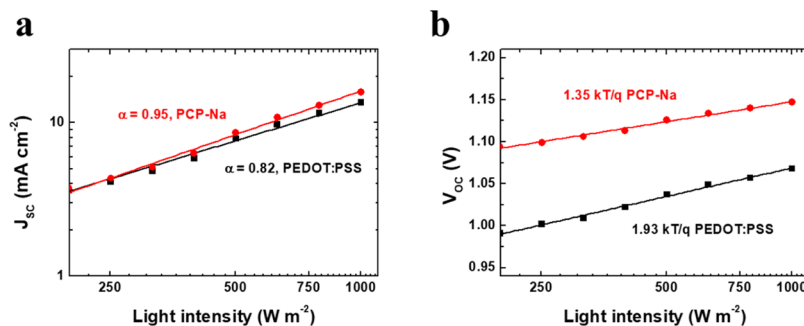 a
10
1
α = 0.95, PCP-Na
α = 0.82, PEDOT:PSS
250
500
750
1000
J_SC (mA cm⁻²)
Light intensity (W m⁻²)
b
1.20
1.15
1.10
1.05
1.00
0.95
1.35 kT/q PCP-Na
1.93 kT/q PEDOT:PSS
250
500
750
1000
V_OC (V)
Light intensity (W m⁻²)